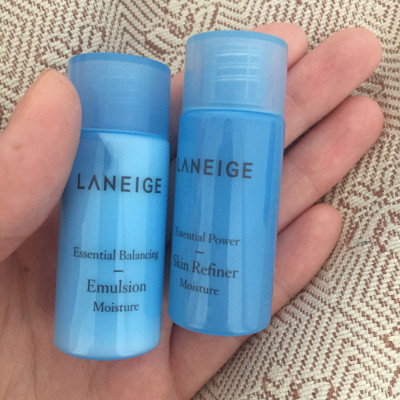 LANEIGE
Essential Balancing
Emulsion
Moisture
LANEIGE
Essential Power
Skin Refiner
Moisture